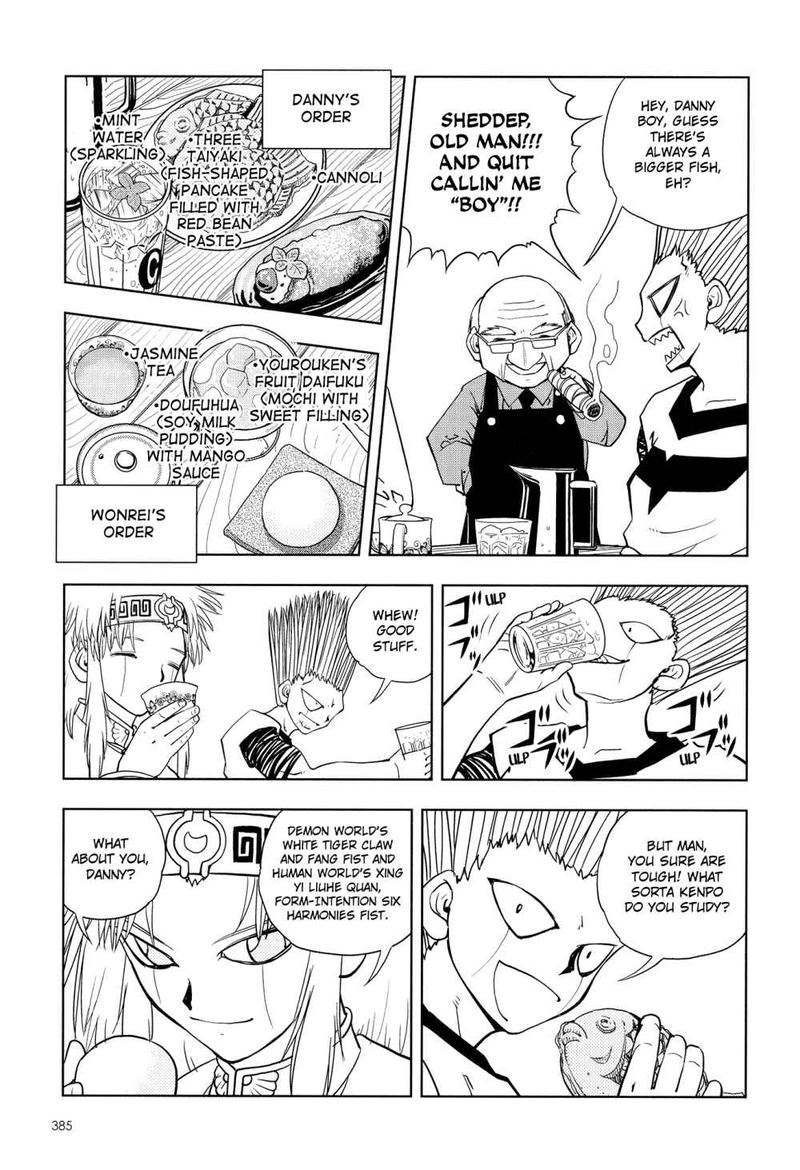 HEY, DANNY
BOY, GUESS
THERE'S
ALWAYS A
BIGGER FISH,
EH?
SHEDDEP,
OLD MAN!!!
AND QUIT
CALLIN' ME
"BOY"!!
DANNY'S
ORDER
•MINT
WATER
(SPARKLING)
•THREE
TAIYAKI
(FISH-SHAPED
PANCAKE
FILLED WITH
RED BEAN
PASTE)
•CANNOLI
C
•JASMINE
TEA
•YOUROUKEN'S
FRUIT DAIFUKU
(MOCHI WITH
SWEET FILLING)
•DOUFUHUA
(SOY MILK
PUDDING)
WITH MANGO
SAUCE
WONREI'S
ORDER
ゴク
ULP
ゴク
ULP
ゴク
ULP
WHEW!
GOOD
STUFF.
BUT MAN,
YOU SURE ARE
TOUGH! WHAT
SORTA KENPO
DO YOU STUDY?
DEMON WORLD'S
WHITE TIGER CLAW
AND FANG FIST AND
HUMAN WORLD'S XING
YI LIUHE QUAN,
FORM-INTENTION SIX
HARMONIES FIST.
WHAT
ABOUT YOU,
DANNY?
385